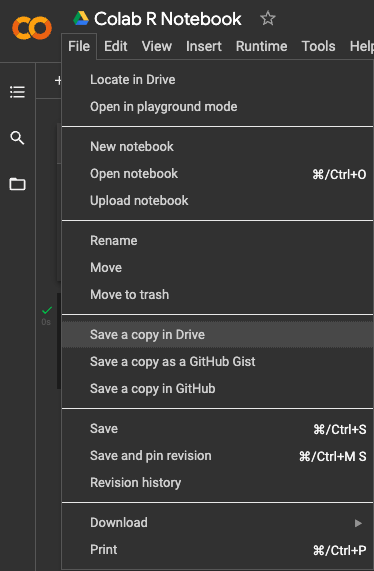 Colab R Notebook
File Edit View Insert Runtime Tools Help
Locate in Drive
Open in playground mode
New notebook
Open notebook ⌘/Ctrl+O
Upload notebook
Rename
Move
Move to trash
0s
Save a copy in Drive
Save a copy as a GitHub Gist
Save a copy in GitHub
Save ⌘/Ctrl+S
Save and pin revision ⌘/Ctrl+M S
Revision history
Download
Print ⌘/Ctrl+P